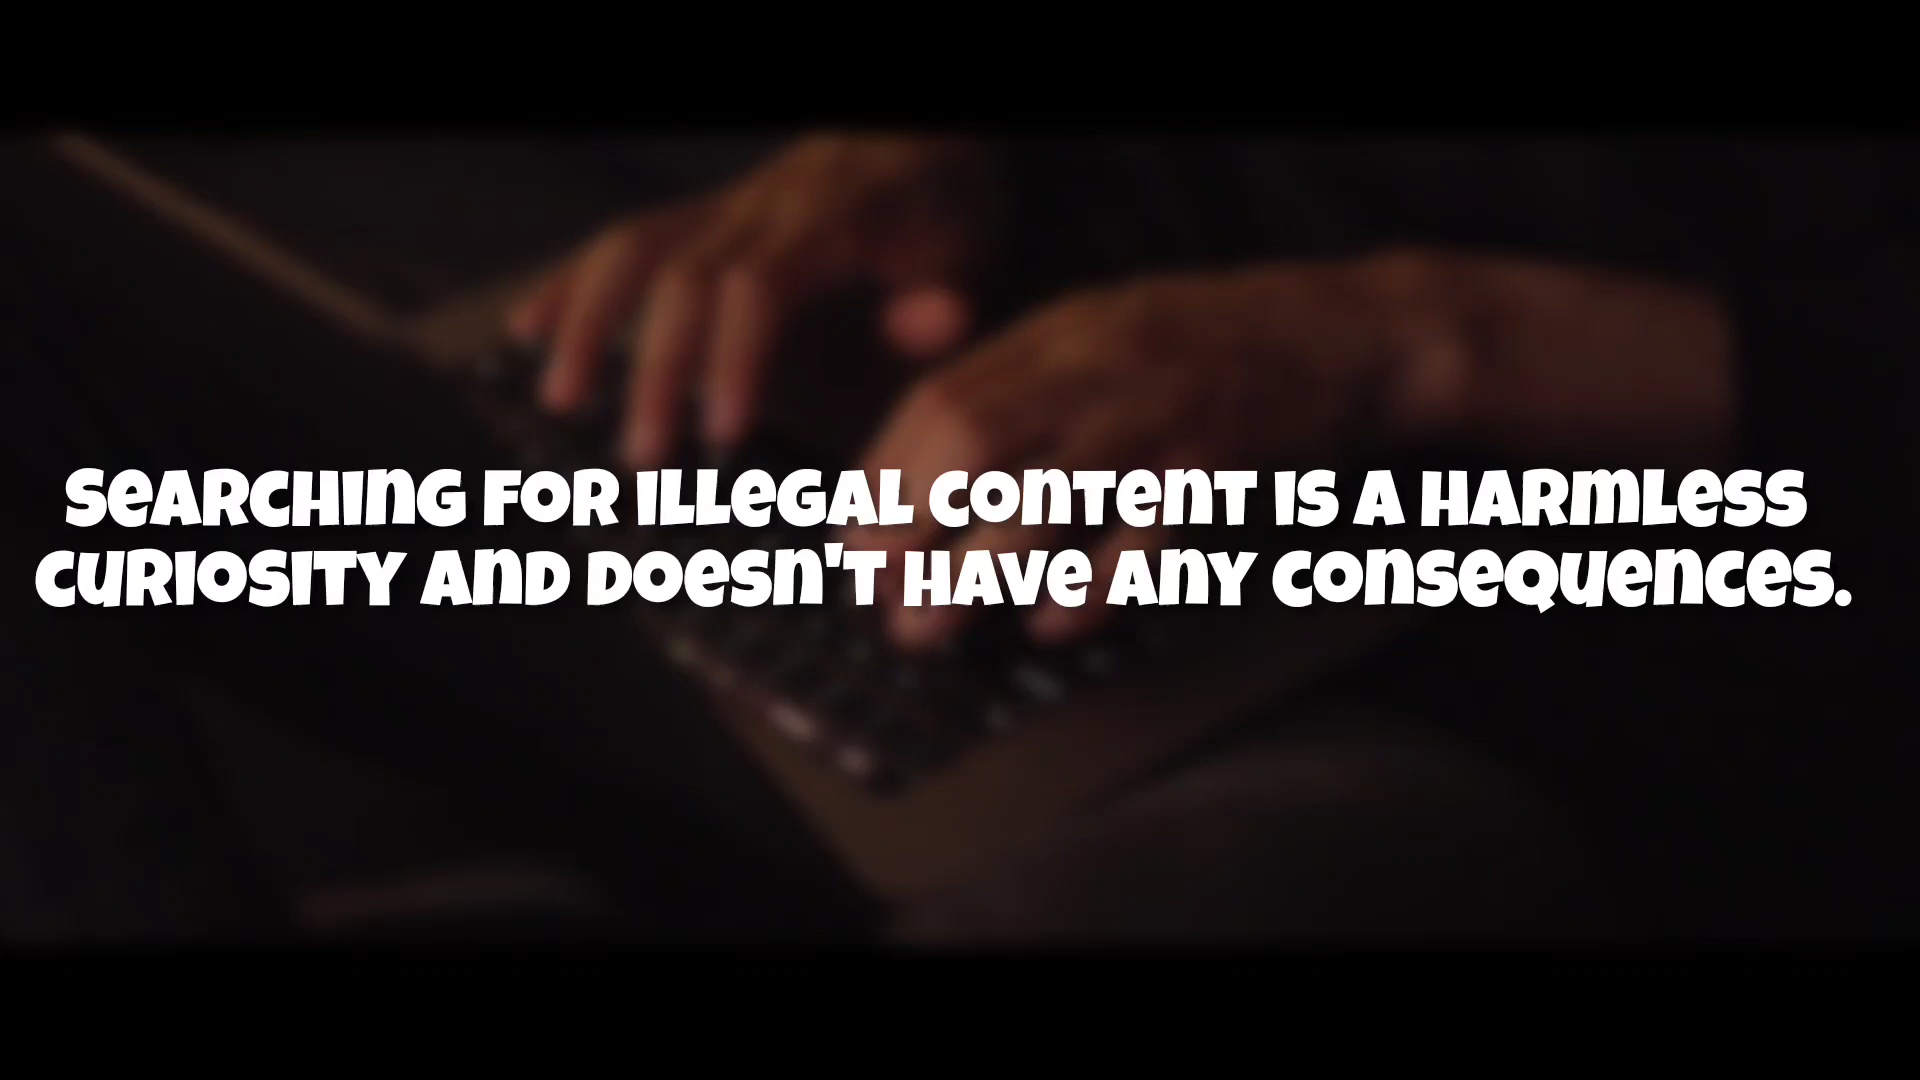 Searching for illegal content is a harmless
curiosity and doesn't have any consequences.